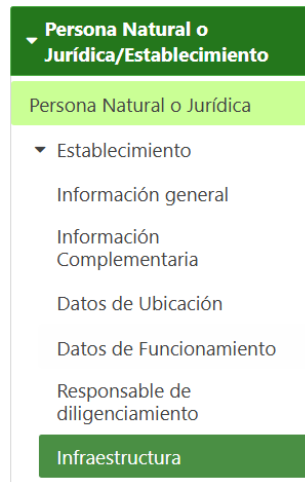 Persona Natural o
Jurídica/Establecimiento
Persona Natural o Jurídica
Establecimiento
Información general
Información
Complementaria
Datos de Ubicación
Datos de Funcionamiento
Responsable de
diligenciamiento
Infraestructura